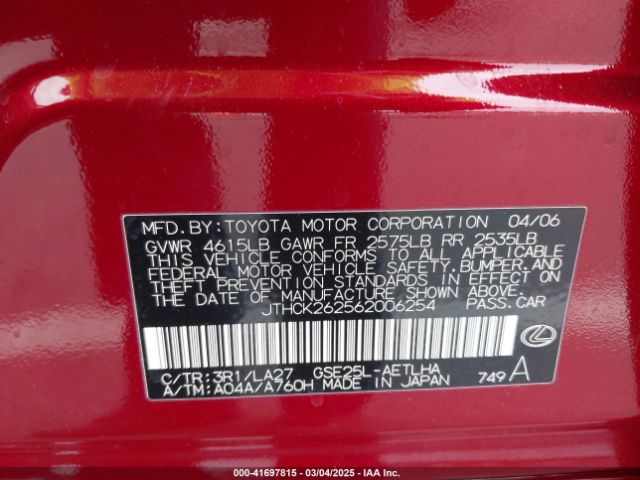 MFD.BY:TOYOTA MOTOR CORPORATION 04/06
GVWR 4615LB GAWR FR 2575LB RR 2535LB
THIS VEHICLE CONFORMS TO ALL APPLICABLE
FEDERAL MOTOR VEHICLE SAFETY,BUMPER,AND
THEFT PREVENTION STANDARDS IN EFFECT ON
THE DATE OF MANUFACTURE SHOWN ABOVE.
JTHCK262562006254 PASS.CAR
C/TR:3R1/LA27 GSE25L-AETLHA
A/TM:A04A/A760H MADE IN JAPAN 749 A
000-41697815 - 03/04/2025 - IAA Inc.